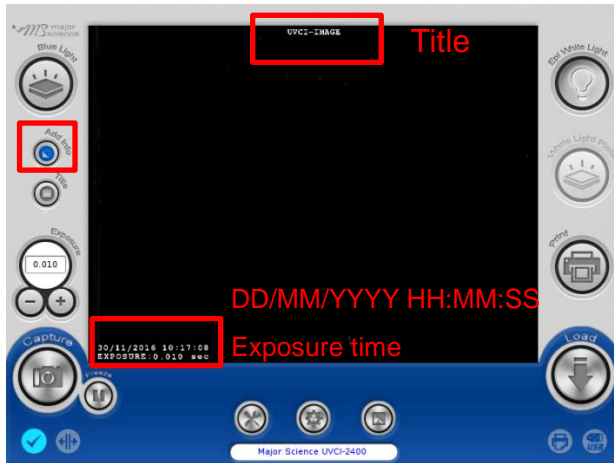 major
science
Blue Light
UVCI-IMAGE
Title
Epi White Light
Add Info
White Light Plate
Title
Exposure
Print
0.010
DD/MM/YYYY HH:MM:SS
30/11/2016 10:17:08
EXPOSURE:0.010 sec
Exposure time
Capture
Load
Freeze
Major Science UVCI-2400
USB